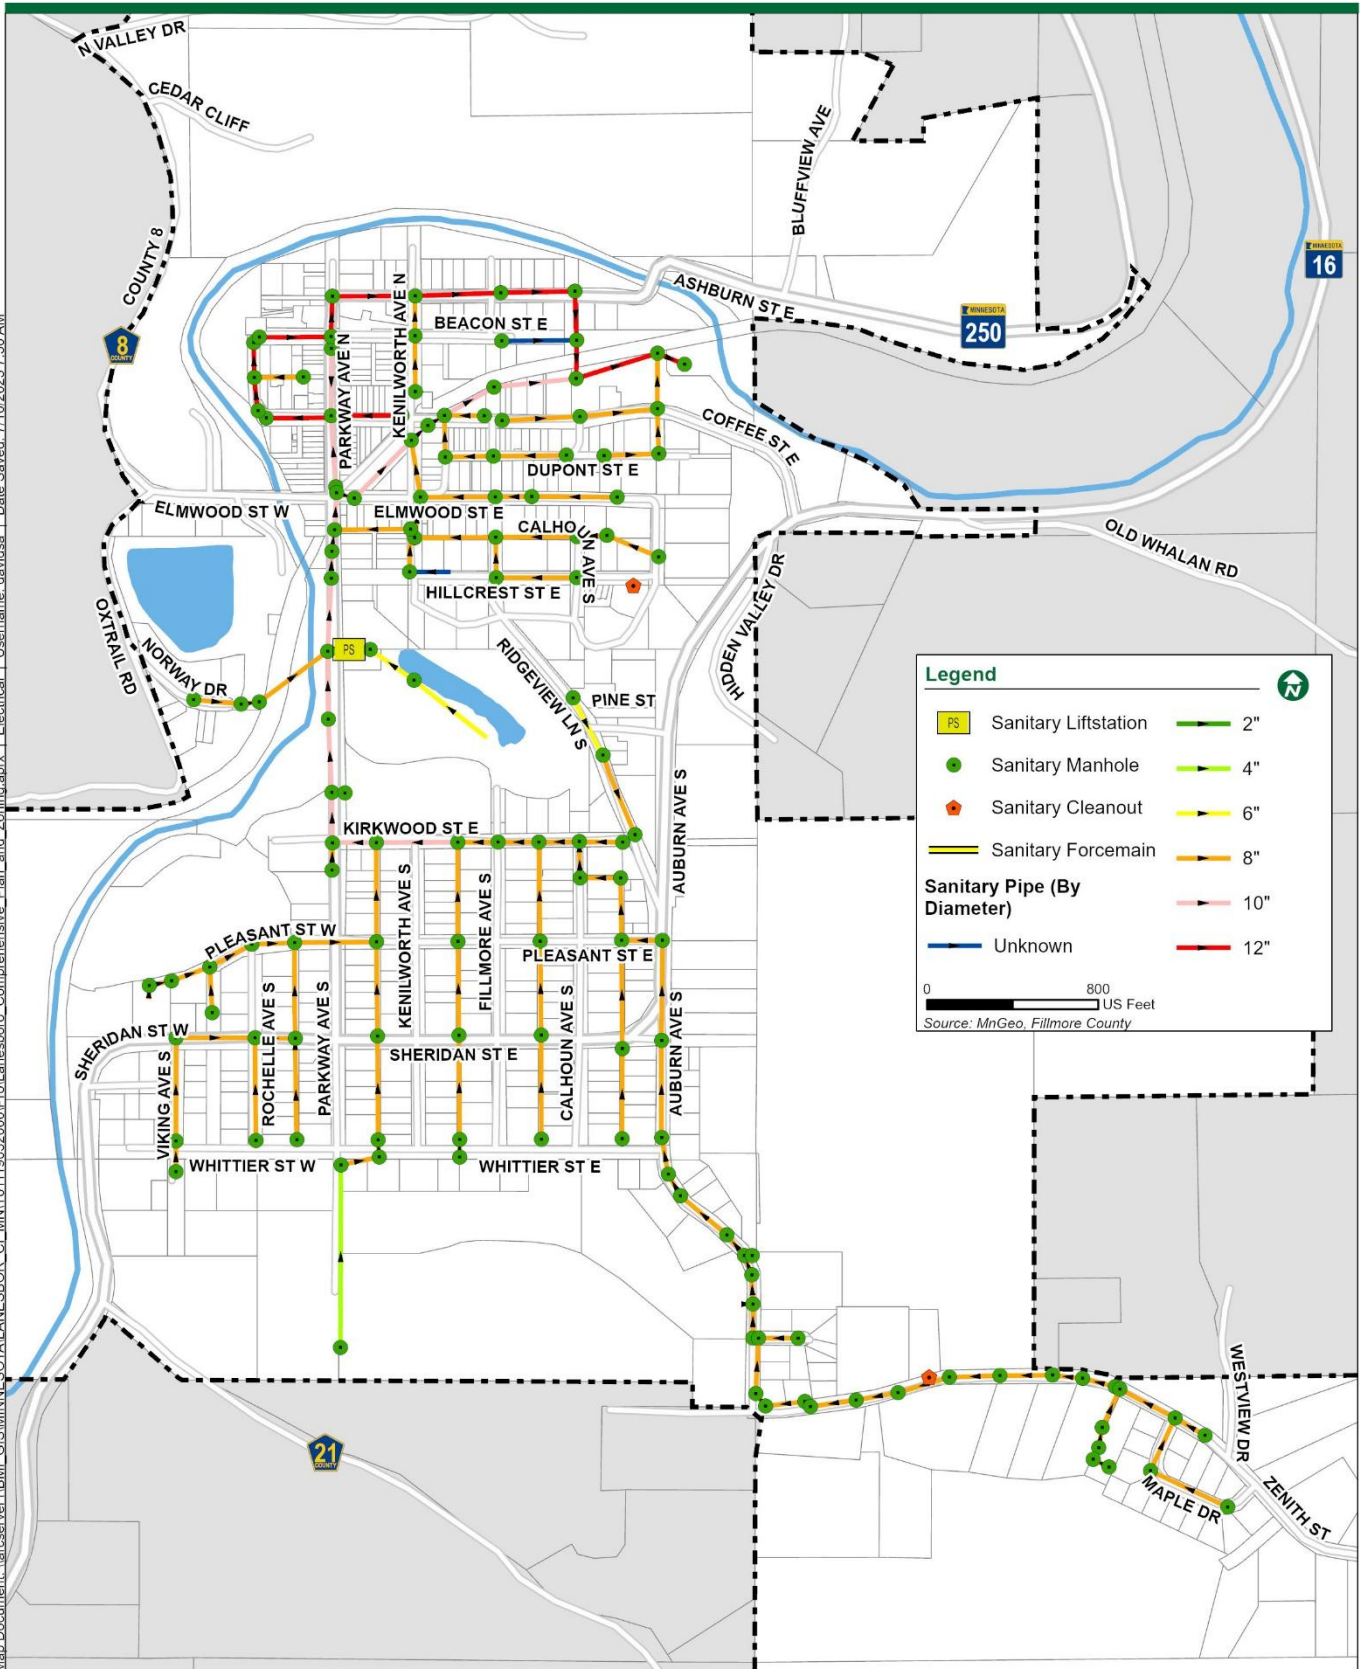 N VALLEY DR
CEDAR CLIFF
COUNTY 8
8
COUNTY
BLUFFVIEW AVE
MINNESOTA
16
ASHBURN ST E
MINNESOTA
250
KENILWORTH AVE N
BEACON ST E
PARKWAY AVE N
COFFEE ST E
DUPONT ST E
ELMWOOD ST W
ELMWOOD ST E
CALHOUN AVE S
OLD WHALAN RD
HILLCREST ST E
HIDDEN VALLEY DR
OXTRAIL RD
NORWAY DR
PS
RIDGEVIEW LN S
PINE ST
AUBURN AVE S
KIRKWOOD ST E
KENILWORTH AVE S
FILLMORE AVE S
PLEASANT ST W
PLEASANT ST E
SHERIDAN ST W
SHERIDAN ST E
VIKING AVE S
ROCHELLE AVE S
PARKWAY AVE S
CALHOUN AVE S
AUBURN AVE S
WHITTIER ST W
WHITTIER ST E
21
COUNTY
WESTVIEW DR
MAPLE DR
ZENITH ST
Legend
N
PS Sanitary Liftstation
Sanitary Manhole
Sanitary Cleanout
Sanitary Forcemain
Sanitary Pipe (By
Diameter)
Unknown
2"
4"
6"
8"
10"
12"
0 800
US Feet
Source: MnGeo, Fillmore County